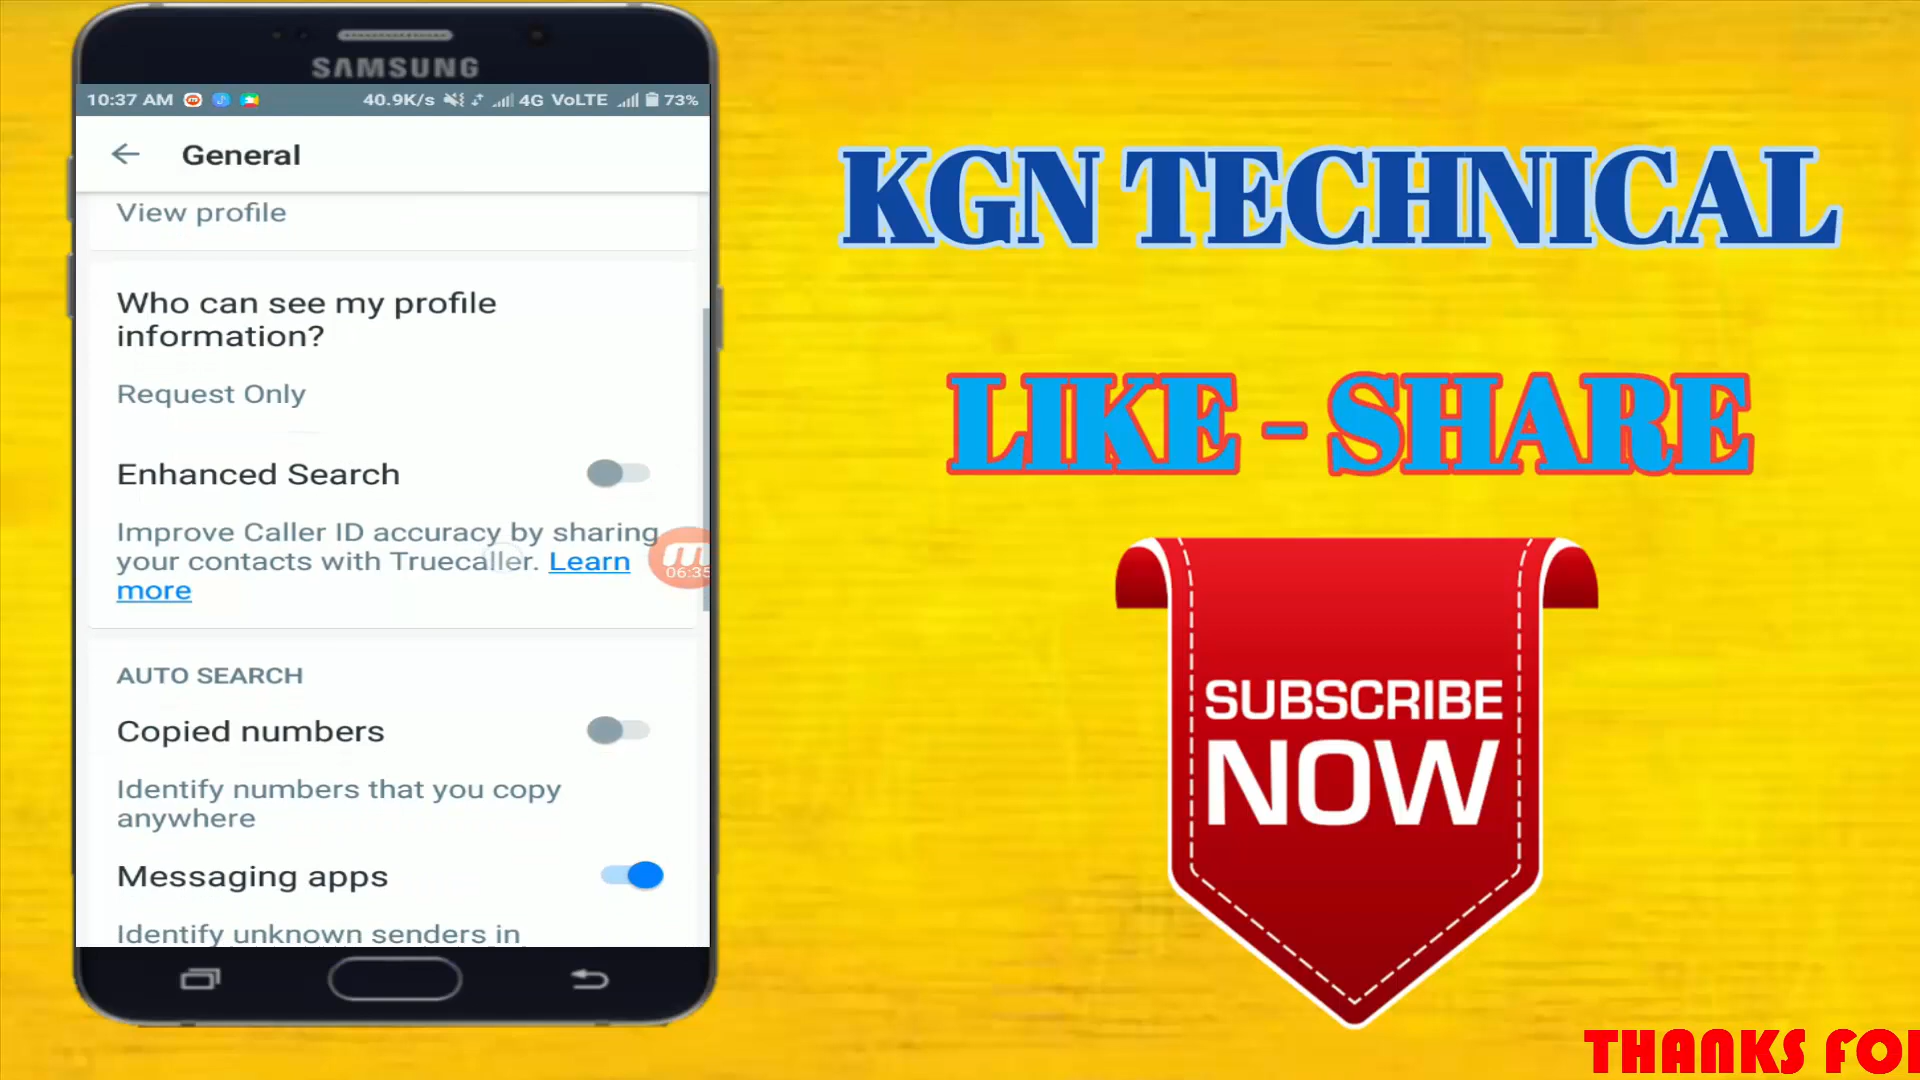 SAMSUNG
10:37 AM 40.9K/s 4G VoLTE 73%
General
View profile
Who can see my profile
information?
Request Only
Enhanced Search
Improve Caller ID accuracy by sharing
your contacts with Truecaller. Learn
more
06:35
AUTO SEARCH
Copied numbers
Identify numbers that you copy
anywhere
Messaging apps
Identify unknown senders in
KGN TECHNICAL
LIKE - SHARE
SUBSCRIBE
NOW
THANKS FOR